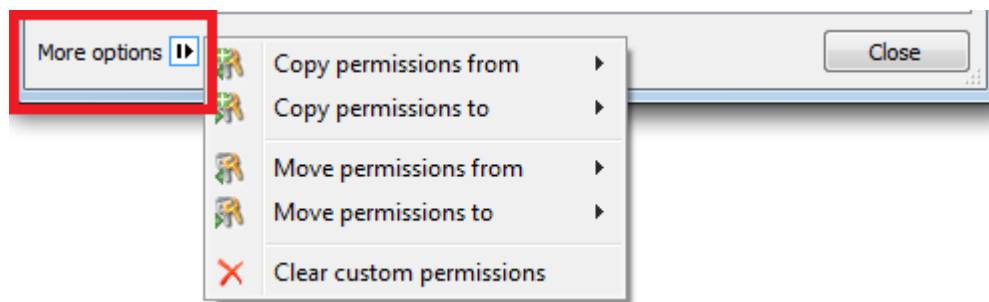 More options
Close
Copy permissions from
Copy permissions to
Move permissions from
Move permissions to
Clear custom permissions